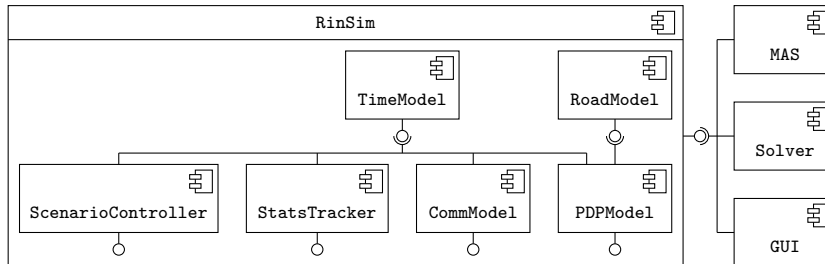 RinSim
MAS
TimeModel
RoadModel
Solver
ScenarioController
StatsTracker
CommModel
PDPModel
GUI